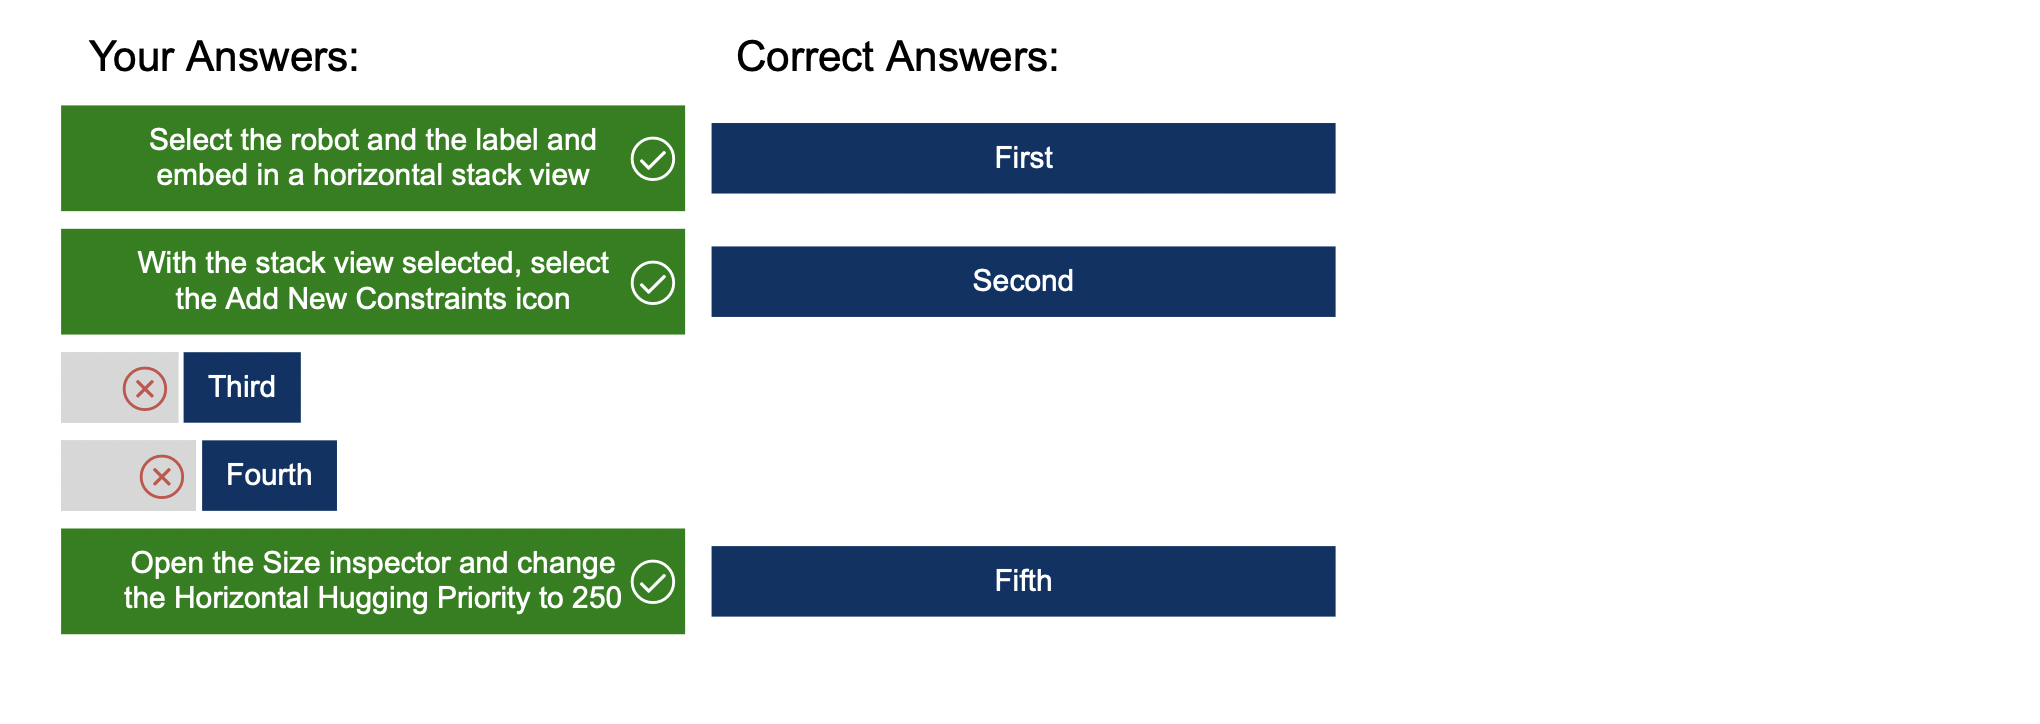 Your Answers:
Correct Answers:
Select the robot and the label and
embed in a horizontal stack view
First
With the stack view selected, select
the Add New Constraints icon
Second
Third
Fourth
Open the Size inspector and change
the Horizontal Hugging Priority to 250
Fifth